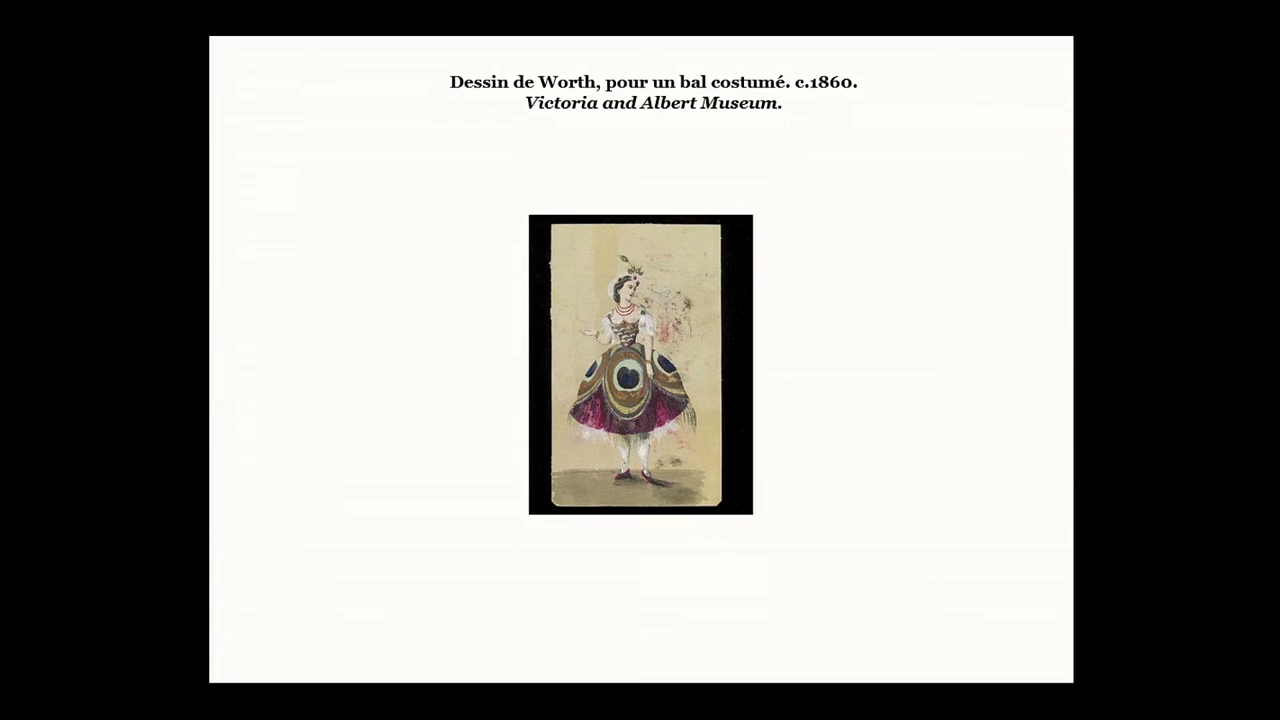 Dessin de Worth, pour un bal costumé. c.1860.
Victoria and Albert Museum.